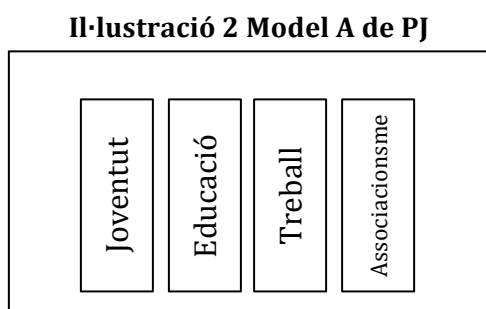 Il·lustració 2 Model A de PJ
Joventut
Educació
Treball
Associacionsme